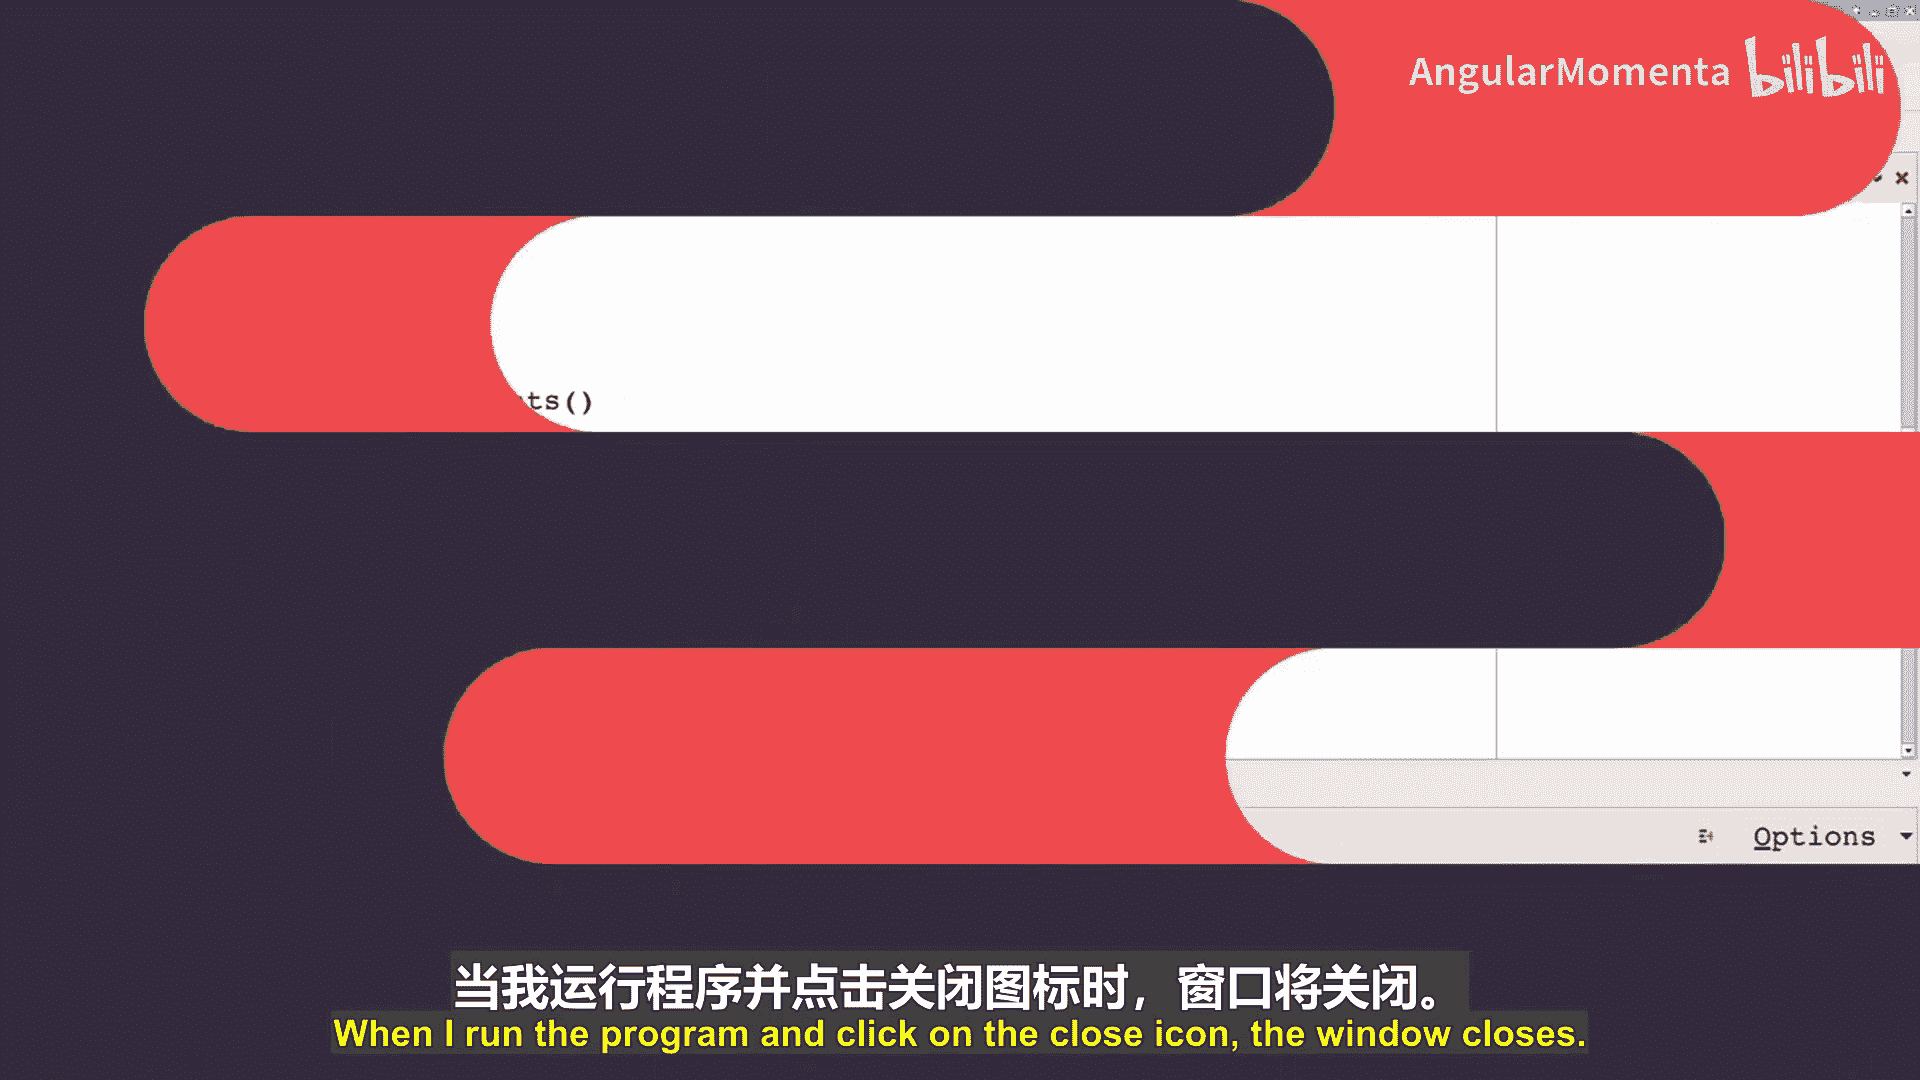 AngularMomenta bilibili
ts()
Options
当我运行程序并点击关闭图标时，窗口将关闭。
When I run the program and click on the close icon, the window closes.